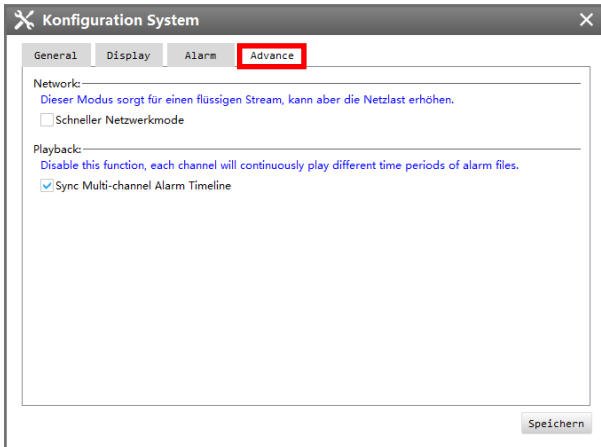 Konfiguration System
General Display Alarm Advance
Network:
Dieser Modus sorgt für einen flüssigen Stream, kann aber die Netzlast erhöhen.
Schneller Netzwerkmode
Playback:
Disable this function, each channel will continuously play different time periods of alarm files.
Sync Multi-channel Alarm Timeline
Speichern